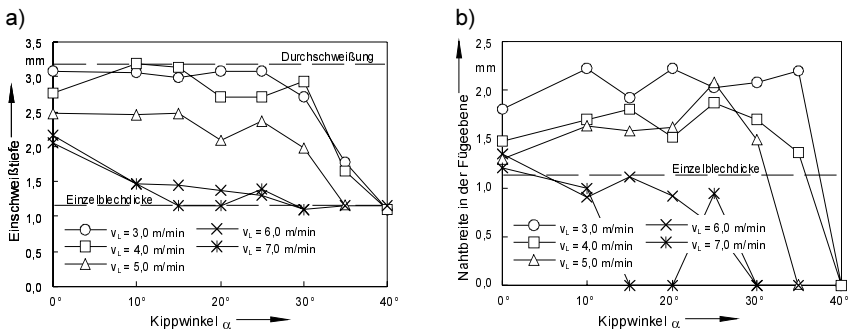 a)
3,5
mm
3,0
2,5
2,0
1,5
1,0
0,5
0,0
Einschweißtiefe
Durchschweißung
Einzelblechdicke
v_L = 3,0 m/min
v_L = 4,0 m/min
v_L = 5,0 m/min
v_L = 6,0 m/min
v_L = 7,0 m/min
0° 10° 20° 30° 40°
Kippwinkel α
b)
2,5
mm
2,0
1,5
1,0
0,5
0,0
Nahtbreite in der Fügeebene
Einzelblechdicke
v_L = 3,0 m/min
v_L = 4,0 m/min
v_L = 5,0 m/min
v_L = 6,0 m/min
v_L = 7,0 m/min
0° 10° 20° 30° 40°
Kippwinkel α